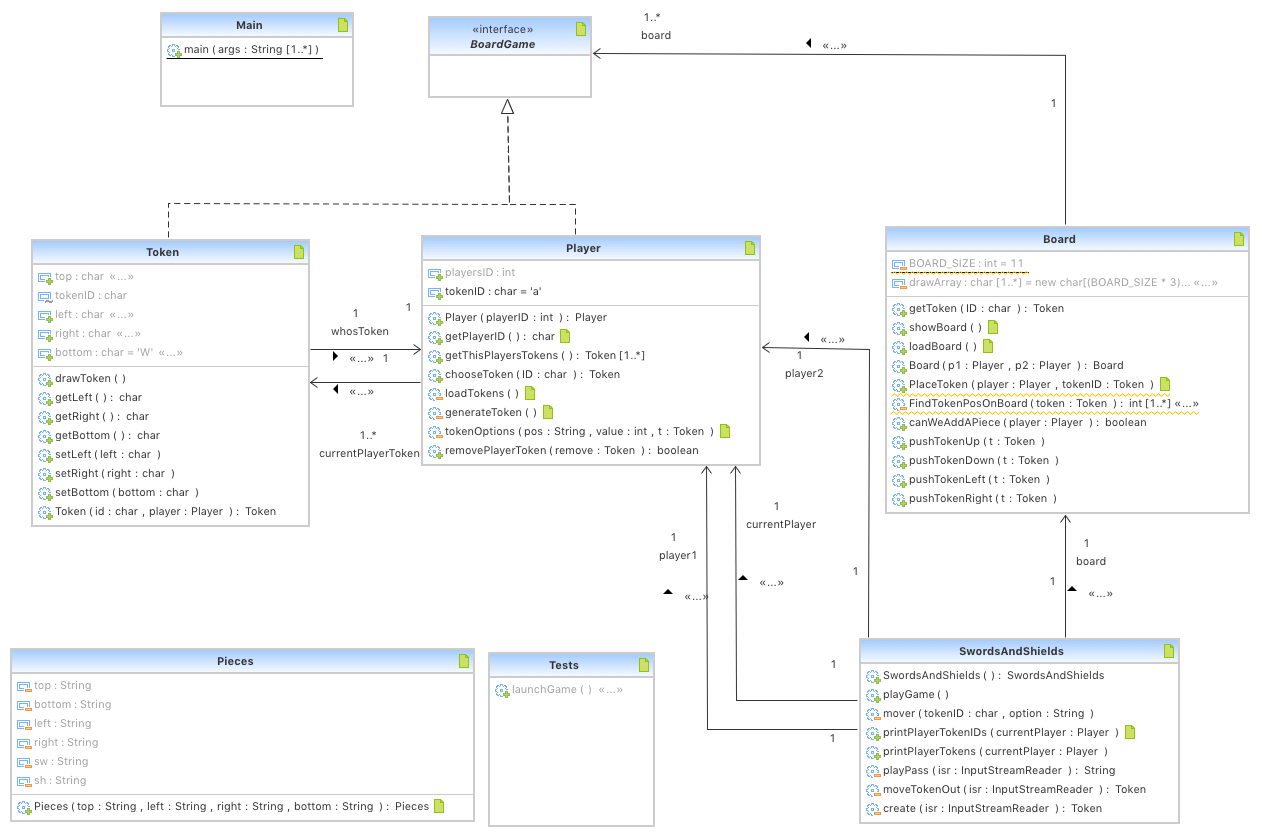 Main
main ( args : String [1..*] )
«interface»
BoardGame
1..*
board
«...»
1
Token
top : char «...»
tokenID : char
left : char «...»
right : char «...»
bottom : char = 'W' «...»
drawToken ( )
getLeft ( ) : char
getRight ( ) : char
getBottom ( ) : char
setLeft ( left : char )
setRight ( right : char )
setBottom ( bottom : char )
Token ( id : char , player : Player ) : Token
1
1
whosToken
«...» 1
«...»
1..*
currentPlayerToken
Player
playersID : int
tokenID : char = 'a'
Player ( playerID : int ) : Player
getPlayerID ( ) : char
getThisPlayersTokens ( ) : Token [1..*]
chooseToken ( ID : char ) : Token
loadTokens ( )
generateToken ( )
tokenOptions ( pos : String , value : int , t : Token )
removePlayerToken ( remove : Token ) : boolean
«...»
1
player2
Board
BOARD_SIZE : int = 11
drawArray : char [1..*] = new char[(BOARD_SIZE * 3)... «...»
getToken ( ID : char ) : Token
showBoard ( )
loadBoard ( )
Board ( p1 : Player , p2 : Player ) : Board
PlaceToken ( player : Player , tokenID : Token )
FindTokenPosOnBoard ( token : Token ) : int [1..*] «...»
canWeAddAPiece ( player : Player ) : boolean
pushTokenUp ( t : Token )
pushTokenDown ( t : Token )
pushTokenLeft ( t : Token )
pushTokenRight ( t : Token )
1
currentPlayer
1
player1
«...»
«...»
1
1
board
1
«...»
1
1
Pieces
top : String
bottom : String
left : String
right : String
sw : String
sh : String
Pieces ( top : String , left : String , right : String , bottom : String ) : Pieces
Tests
launchGame ( ) «...»
SwordsAndShields
SwordsAndShields ( ) : SwordsAndShields
playGame ( )
mover ( tokenID : char , option : String )
printPlayerTokenIDs ( currentPlayer : Player )
printPlayerTokens ( currentPlayer : Player )
playPass ( isr : InputStreamReader ) : String
moveTokenOut ( isr : InputStreamReader ) : Token
create ( isr : InputStreamReader ) : Token